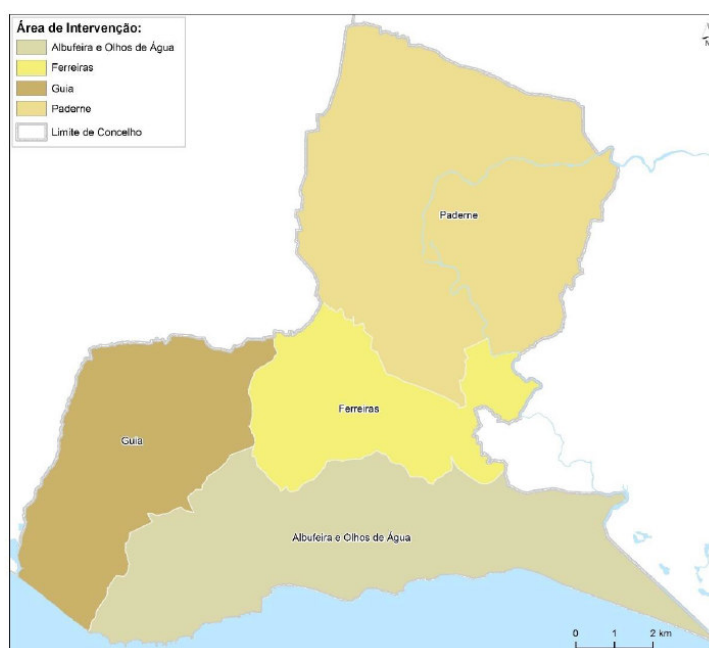 Área de Intervenção:
Albufeira e Olhos de Água
Ferreiras
Guia
Paderne
Limite de Concelho
N
Paderne
Ferreiras
Guia
Albufeira e Olhos de Água
0 1 2 km